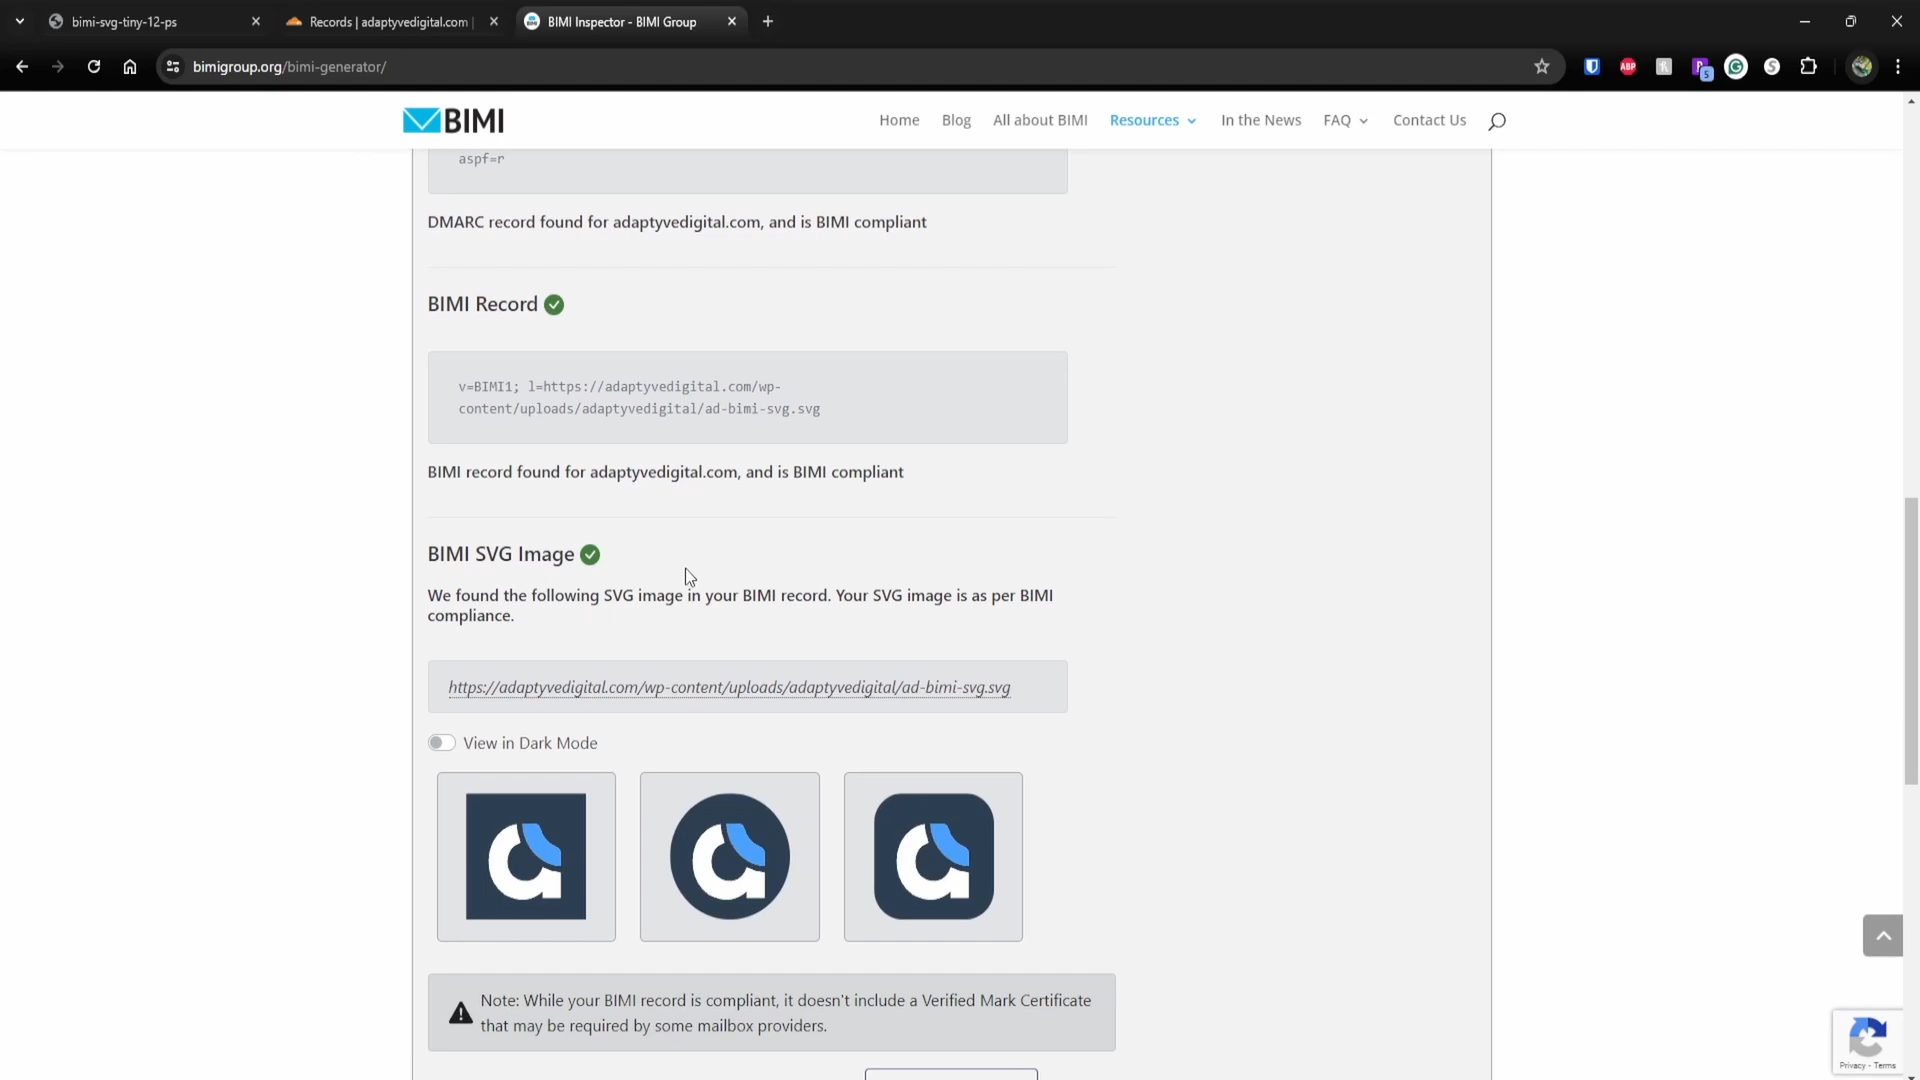 bimi-svg-tiny-12-ps
Records | adaptyvedigital.com |
BIMI Inspector - BIMI Group
bimigroup.org/bimi-generator/
ABP
5
BIMI
Home
Blog
All about BIMI
Resources
In the News
FAQ
Contact Us
aspf=r
DMARC record found for adaptyvedigital.com, and is BIMI compliant
BIMI Record
v=BIMI1; l=https://adaptyvedigital.com/wp-
content/uploads/adaptyvedigital/ad-bimi-svg.svg
BIMI record found for adaptyvedigital.com, and is BIMI compliant
BIMI SVG Image
We found the following SVG image in your BIMI record. Your SVG image is as per BIMI
compliance.
https://adaptyvedigital.com/wp-content/uploads/adaptyvedigital/ad-bimi-svg.svg
View in Dark Mode
Note: While your BIMI record is compliant, it doesn't include a Verified Mark Certificate
that may be required by some mailbox providers.
Privacy - Terms